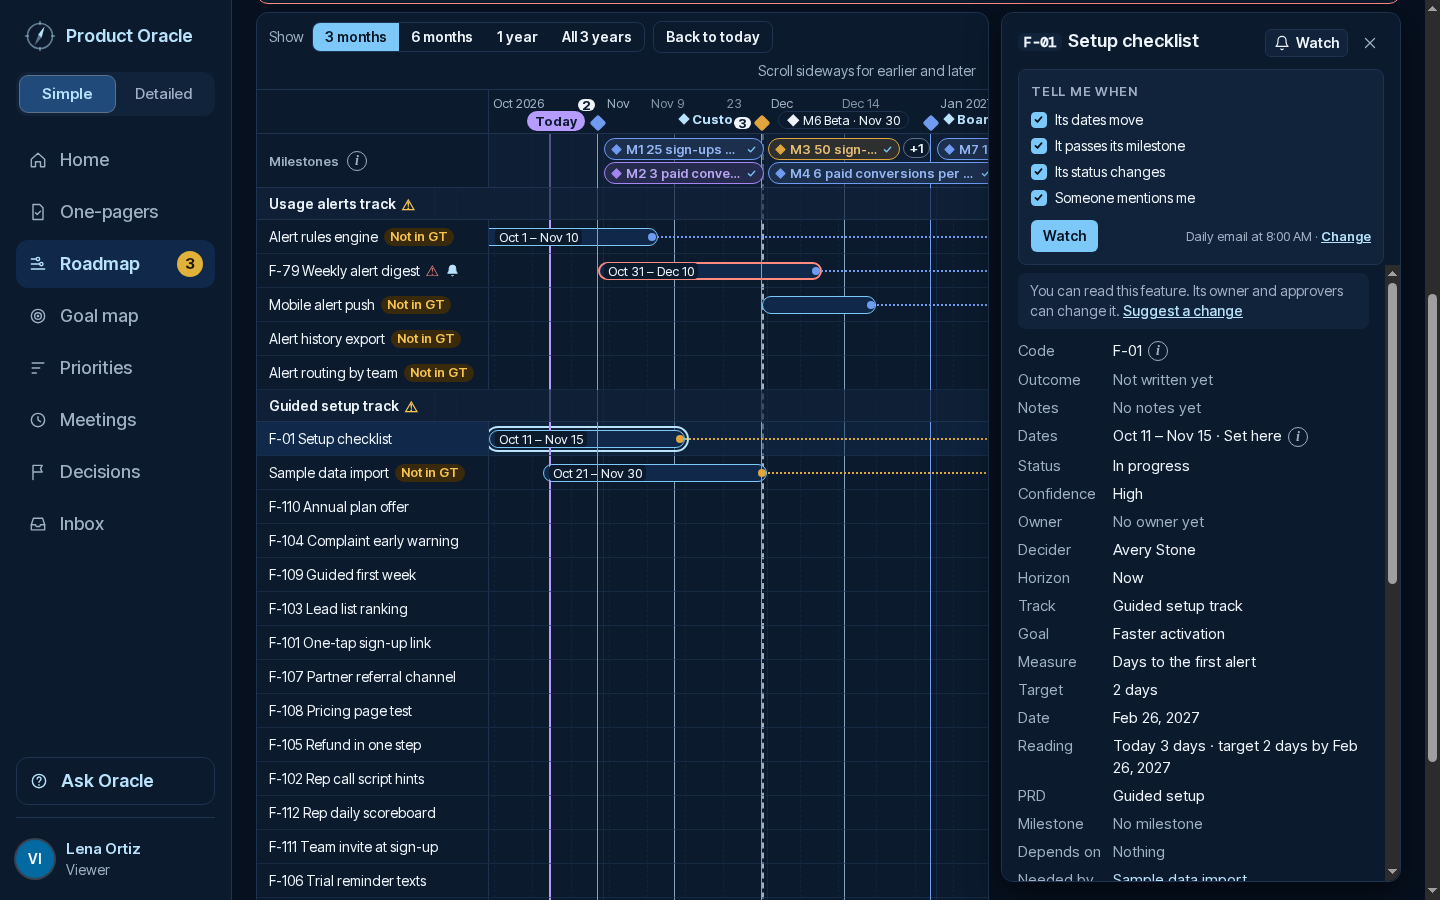 Product Oracle
Simple
Detailed
Home
One-pagers
Roadmap
3
Goal map
Priorities
Meetings
Decisions
Inbox
Ask Oracle
VI
Lena Ortiz
Viewer
Show
3 months
6 months
1 year
All 3 years
Back to today
Scroll sideways for earlier and later
Oct 2026
2
Nov
Nov 9
23
Dec
Dec 14
Jan 2027
Today
Custo
3
M6 Beta · Nov 30
Boar
Milestones
i
M1 25 sign-ups ...
M3 50 sign-...
+1
M7 1
M2 3 paid conve...
M4 6 paid conversions per ...
Usage alerts track
Alert rules engine Not in GT
Oct 1 – Nov 10
F-79 Weekly alert digest
Oct 31 – Dec 10
Mobile alert push Not in GT
Alert history export Not in GT
Alert routing by team Not in GT
Guided setup track
F-01 Setup checklist
Oct 11 – Nov 15
Sample data import Not in GT
Oct 21 – Nov 30
F-110 Annual plan offer
F-104 Complaint early warning
F-109 Guided first week
F-103 Lead list ranking
F-101 One-tap sign-up link
F-107 Partner referral channel
F-108 Pricing page test
F-105 Refund in one step
F-102 Rep call script hints
F-112 Rep daily scoreboard
F-111 Team invite at sign-up
F-106 Trial reminder texts
F-01 Setup checklist
Watch
TELL ME WHEN
Its dates move
It passes its milestone
Its status changes
Someone mentions me
Watch
Daily email at 8:00 AM · Change
You can read this feature. Its owner and approvers
can change it. Suggest a change
Code F-01 i
Outcome Not written yet
Notes No notes yet
Dates Oct 11 – Nov 15 · Set here i
Status In progress
Confidence High
Owner No owner yet
Decider Avery Stone
Horizon Now
Track Guided setup track
Goal Faster activation
Measure Days to the first alert
Target 2 days
Date Feb 26, 2027
Reading Today 3 days · target 2 days by Feb
26, 2027
PRD Guided setup
Milestone No milestone
Depends on Nothing
Needed by Sample data import